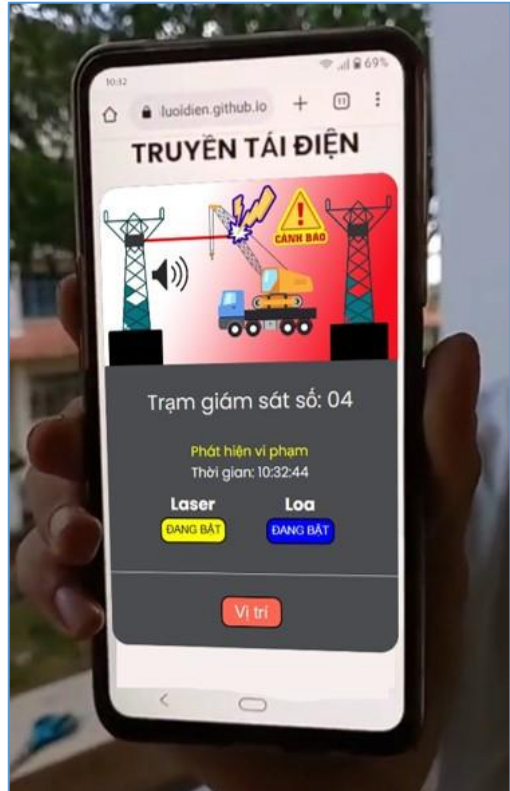 10:32
69%
luoidien.github.io
TRUYỀN TẢI ĐIỆN
CẢNH BÁO
Trạm giám sát số: 04
Phát hiện vi phạm
Thời gian: 10:32:44
Laser Loa
ĐANG BẬT ĐANG BẬT
Vị trí